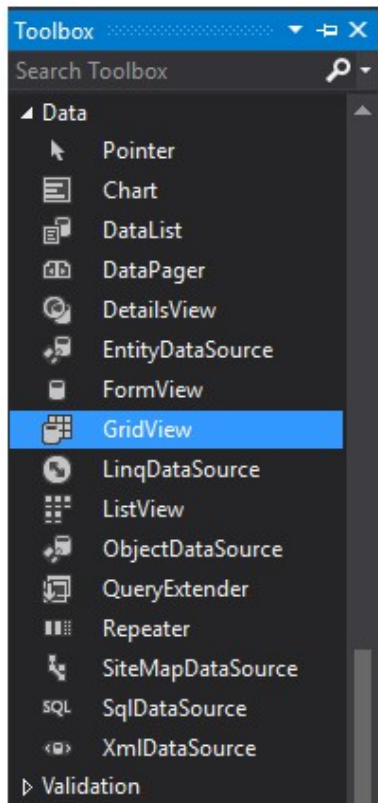 Toolbox
Search Toolbox
Data
Pointer
Chart
DataList
DataPager
DetailsView
EntityDataSource
FormView
GridView
LinqDataSource
ListView
ObjectDataSource
QueryExtender
Repeater
SiteMapDataSource
SQL SqlDataSource
XmlDataSource
Validation